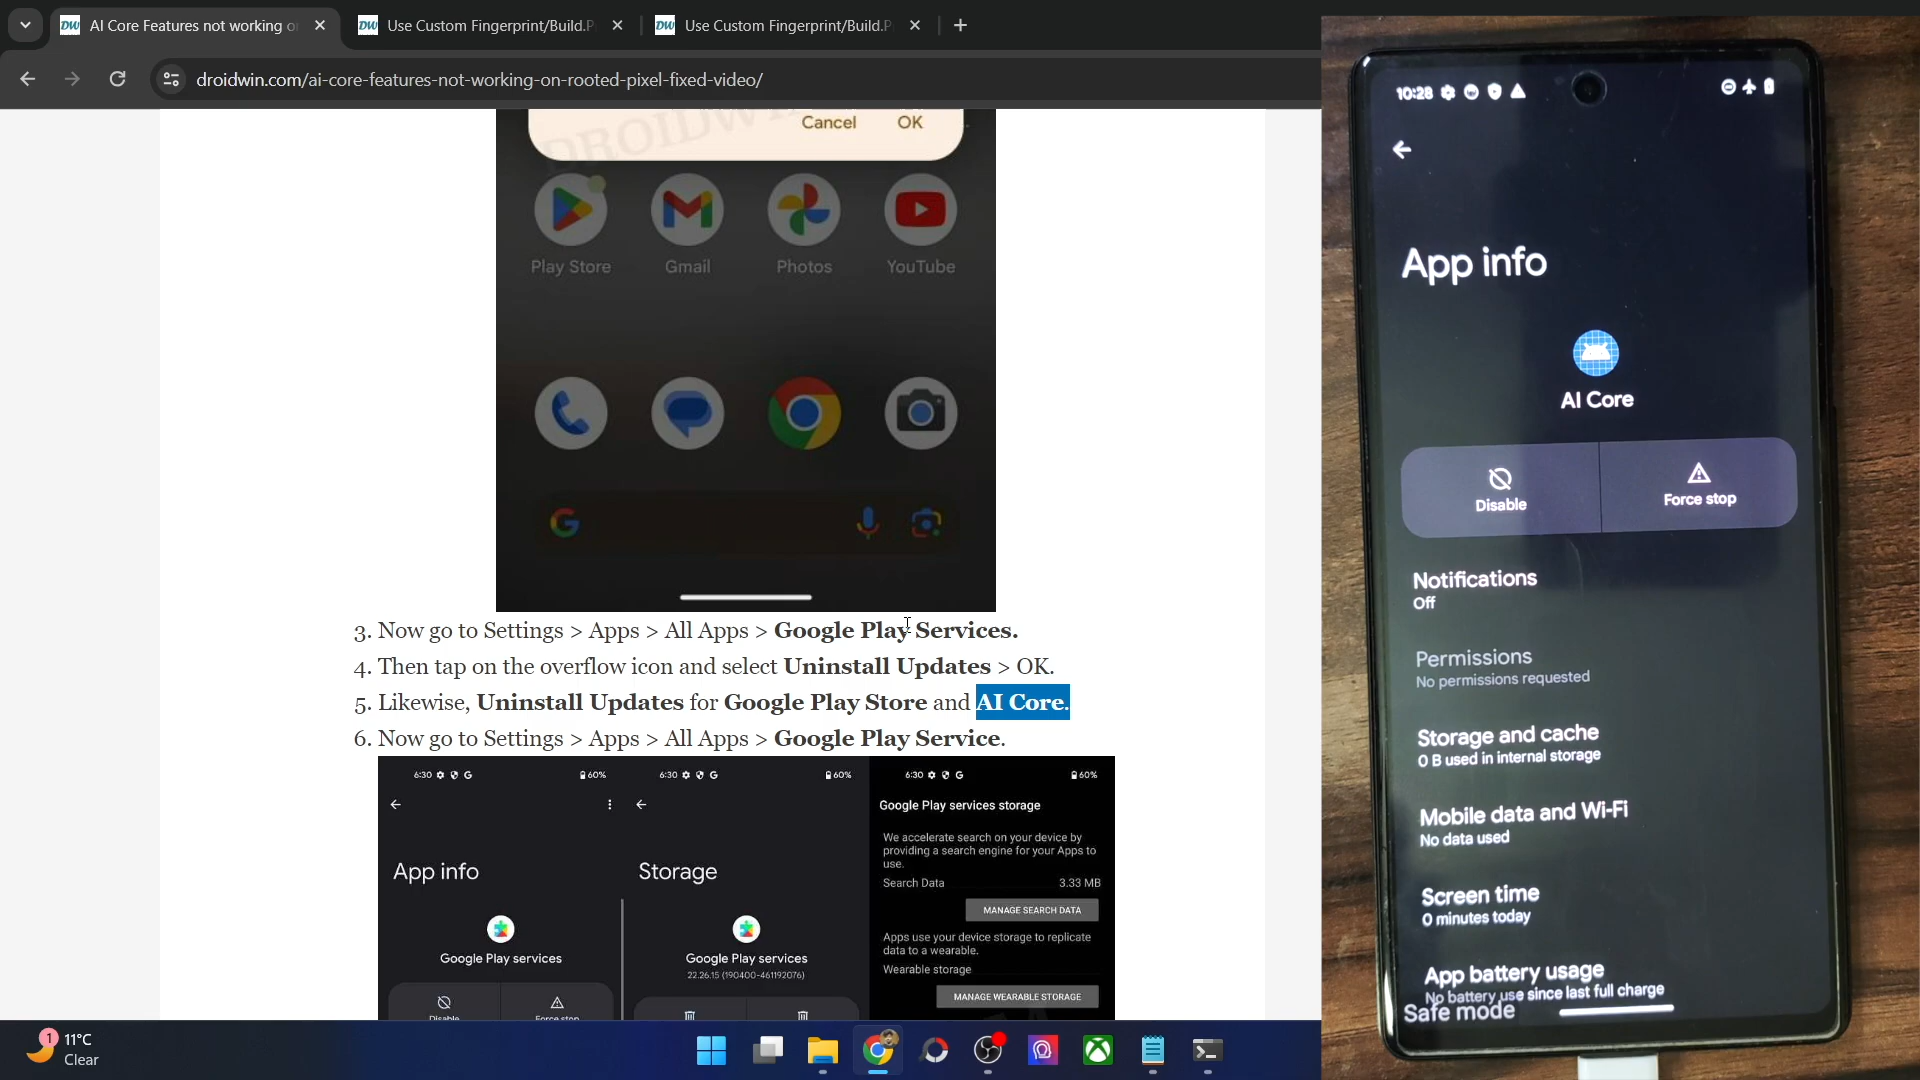 AI Core Features not working o
Use Custom Fingerprint/Build.P
Use Custom Fingerprint/Build.P
droidwin.com/ai-core-features-not-working-on-rooted-pixel-fixed-video/
Cancel OK
DROIDWIN
Play Store Gmail Photos YouTube
3. Now go to Settings > Apps > All Apps > Google Play Services.
4. Then tap on the overflow icon and select Uninstall Updates > OK.
5. Likewise, Uninstall Updates for Google Play Store and AI Core.
6. Now go to Settings > Apps > All Apps > Google Play Service.
6:30 60%
App info
Google Play services
Disable Force stop
6:30 60%
Storage
Google Play services
22.26.15 (190400-461192076)
6:30 60%
Google Play services storage
We accelerate search on your device by
providing a search engine for your Apps to
use.
Search Data 3.33 MB
MANAGE SEARCH DATA
Apps use your device storage to replicate
data to a wearable.
Wearable storage
MANAGE WEARABLE STORAGE
1
11°C
Clear
10:28
App info
AI Core
Disable
Force stop
Notifications
Off
Permissions
No permissions requested
Storage and cache
0 B used in internal storage
Mobile data and Wi-Fi
No data used
Screen time
0 minutes today
App battery usage
No battery use since last full charge
Safe mode